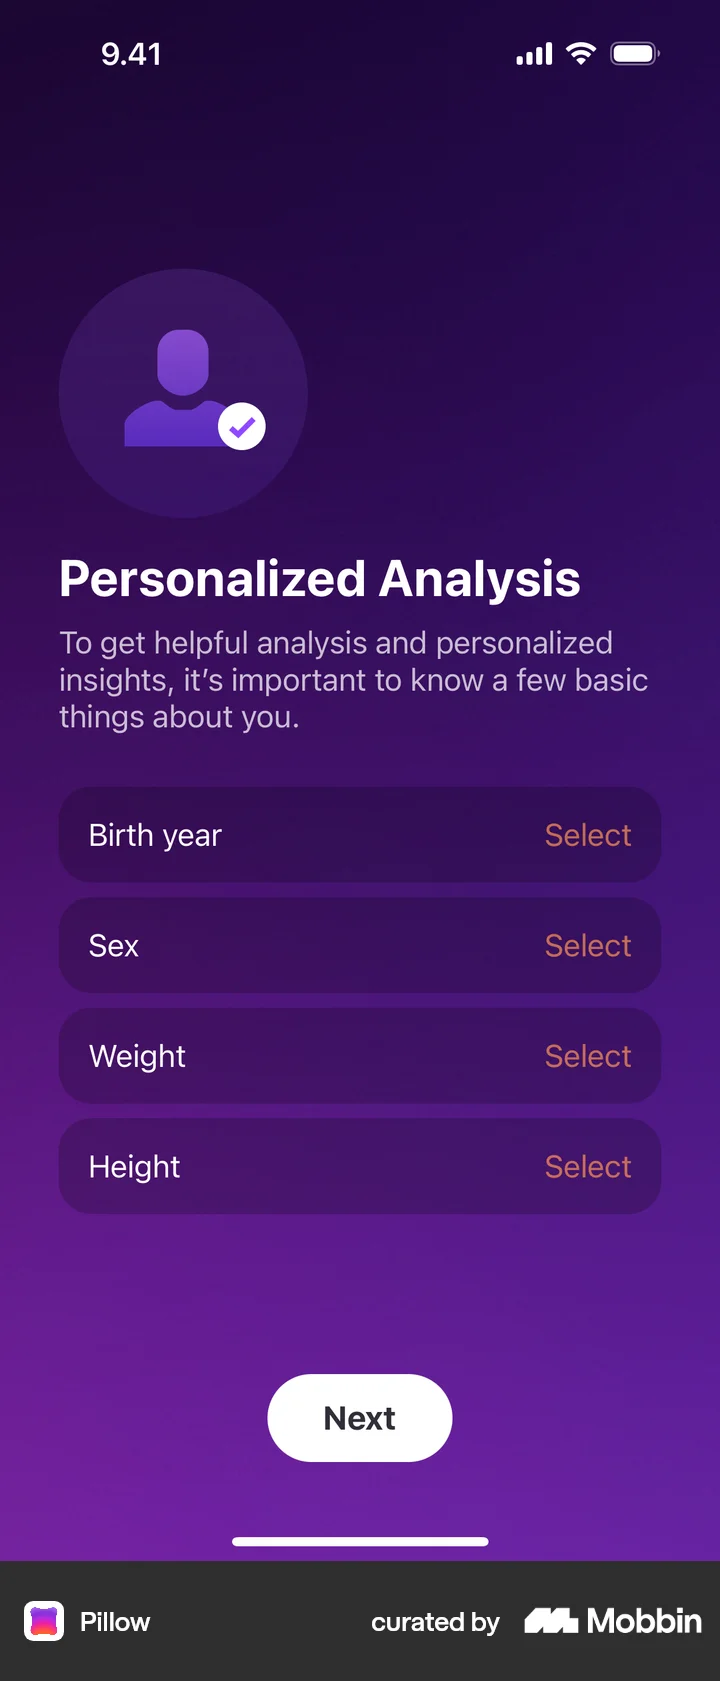 9.41
Personalized Analysis
To get helpful analysis and personalized
insights, it’s important to know a few basic
things about you.
Birth year Select
Sex Select
Weight Select
Height Select
Next
Pillow curated by Mobbin